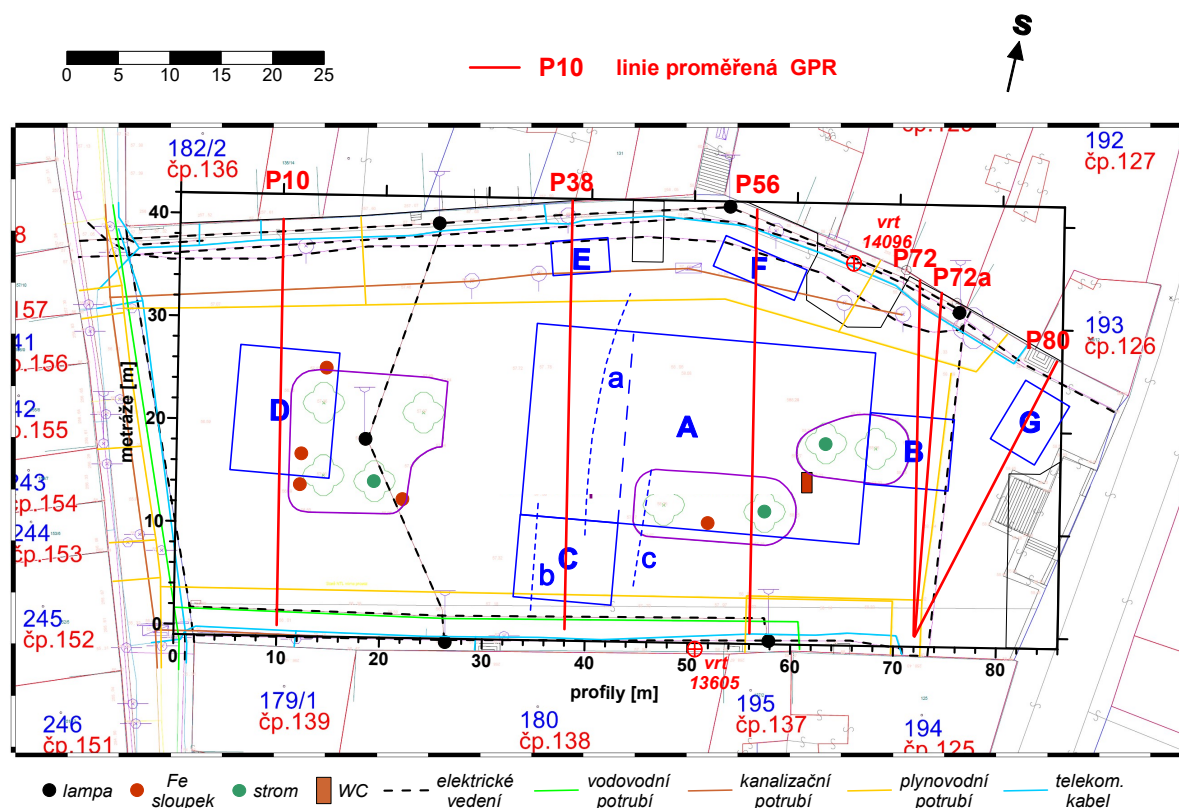 S
0 5 10 15 20 25
P10 linie proměřená GPR
182/2
čp.136
192
čp.127
P10
P38
P56
vrt
14096
P72
P72a
P80
40
30
20
10
0
metráže [m]
E
F
157
41
p.156
42
p.155
243
čp.154
244
čp.153
245
čp.152
246
čp.151
193
čp.126
D
a
A
B
G
C
b
c
0 10 20 30 40 50 60 70 80
profily [m]
vrt
13605
179/1
čp.139
180
čp.138
195
čp.137
194
čp.125
lampa
Fe
sloupek
strom
WC
elektrické
vedení
vodovodní
potrubí
kanalizační
potrubí
plynovodní
potrubí
telekom.
kabel